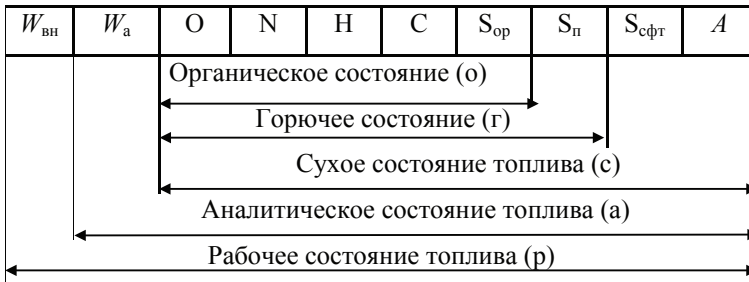 Wвн Wа O N H C Sор Sп Sсфт A
Органическое состояние (о)
Горючее состояние (г)
Сухое состояние топлива (с)
Аналитическое состояние топлива (а)
Рабочее состояние топлива (р)